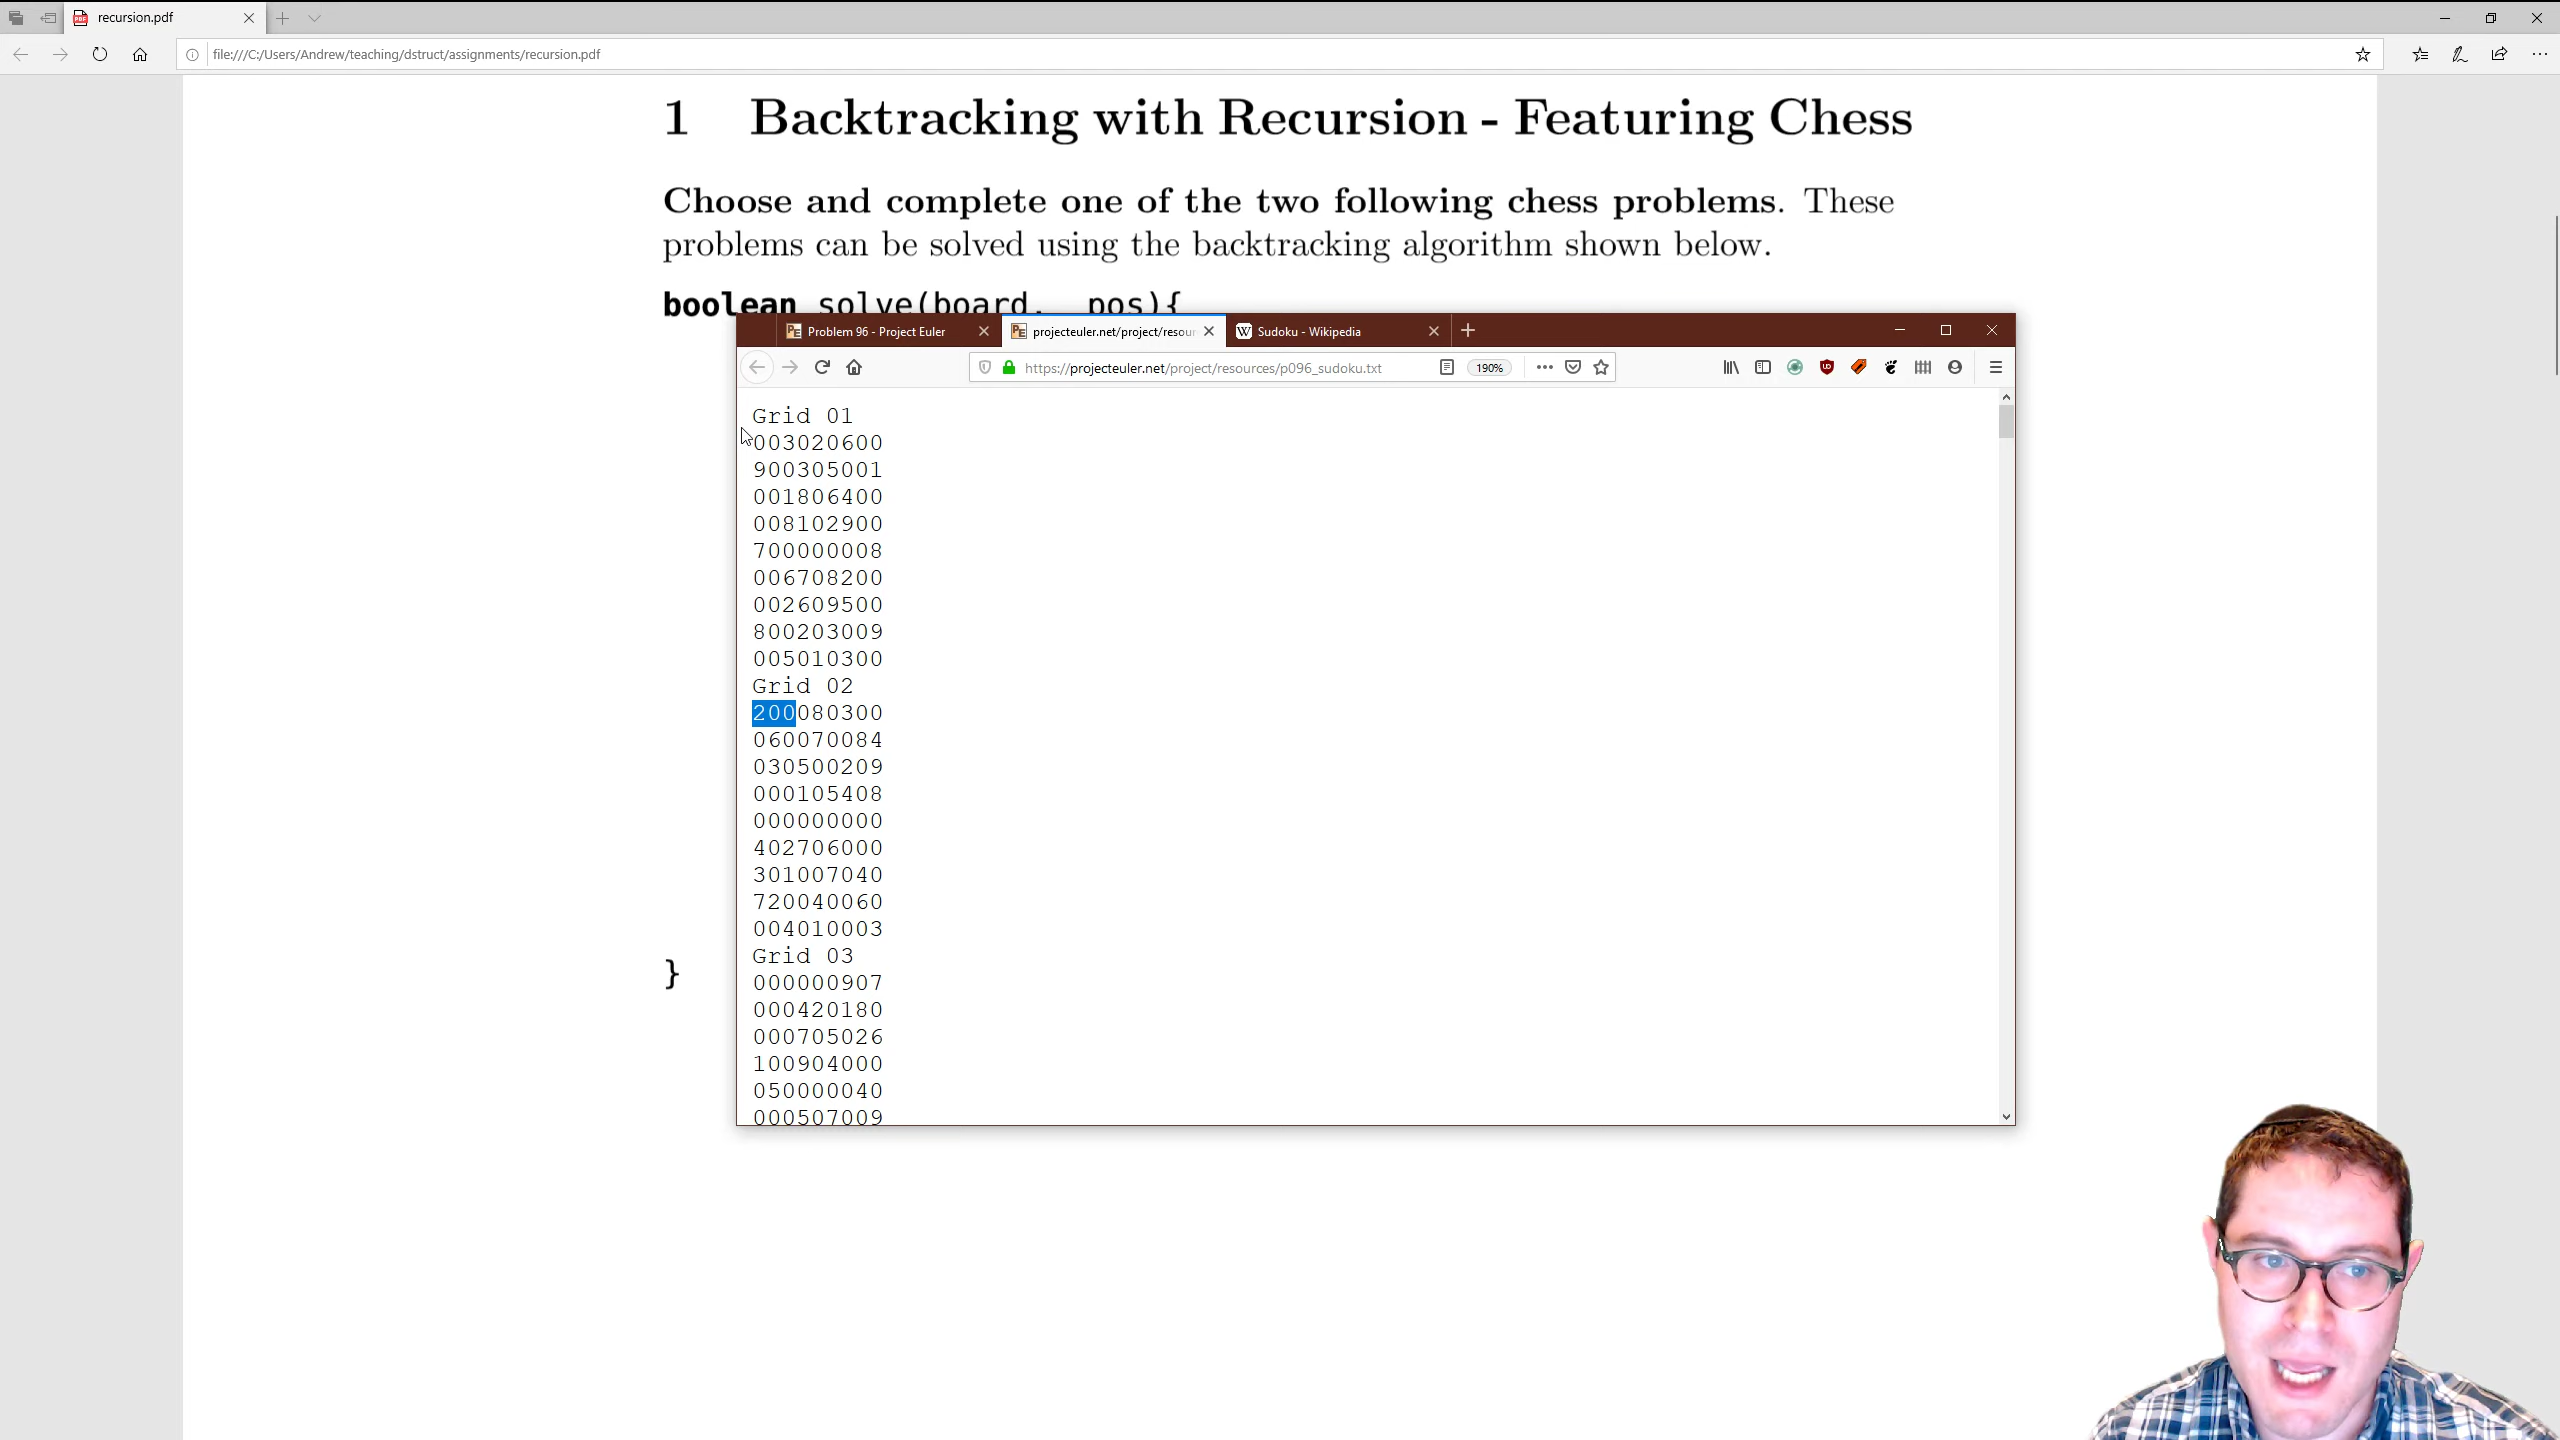 recursion.pdf
file:///C:/Users/Andrew/teaching/dstruct/assignments/recursion.pdf
1 Backtracking with Recursion - Featuring Chess
Choose and complete one of the two following chess problems. These
problems can be solved using the backtracking algorithm shown below.
boolean solve(board, pos){
Problem 96 - Project Euler
projecteuler.net/project/resour
Sudoku - Wikipedia
https://projecteuler.net/project/resources/p096_sudoku.txt
190%
Grid 01
003020600
900305001
001806400
008102900
700000008
006708200
002609500
800203009
005010300
Grid 02
200080300
060070084
030500209
000105408
000000000
402706000
301007040
720040060
004010003
Grid 03
000000907
000420180
000705026
100904000
050000040
000507009
}